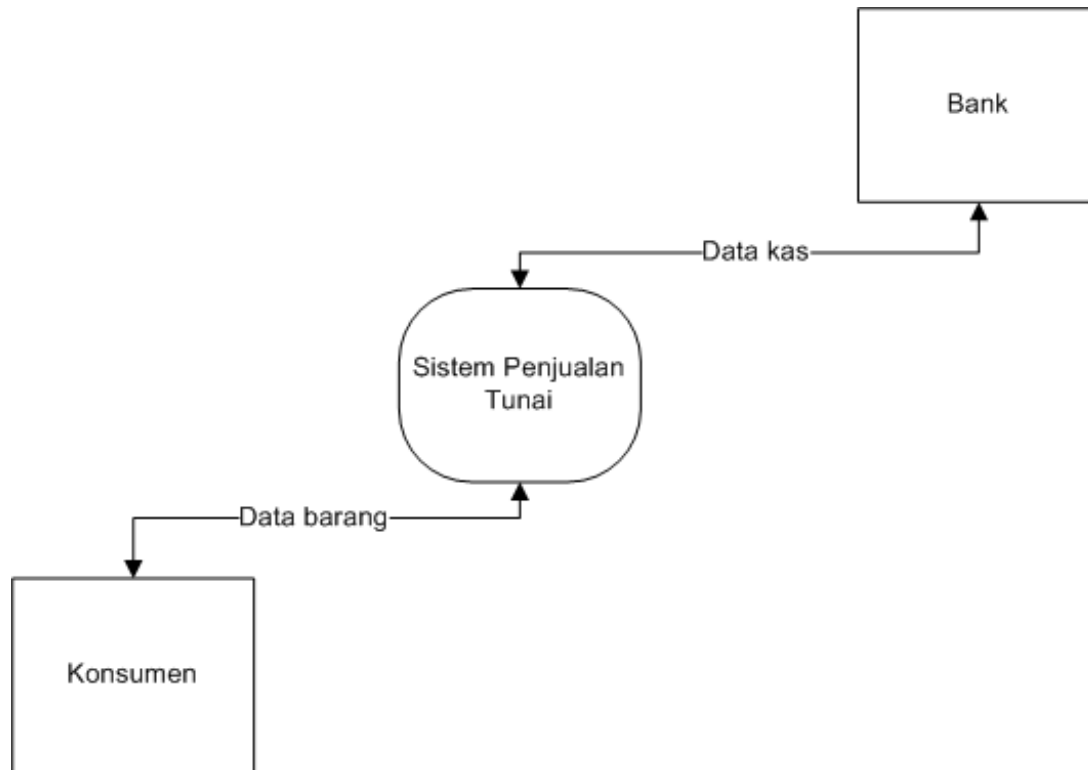 Bank
Data kas
Sistem Penjualan
Tunai
Data barang
Konsumen